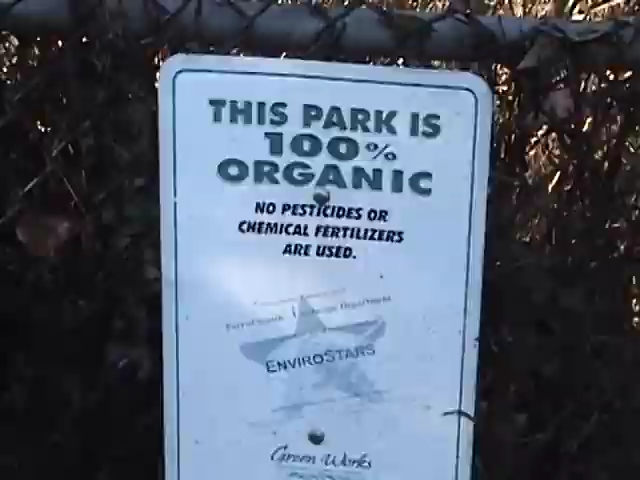 THIS PARK IS
100%
ORGANIC
NO PESTICIDES OR
CHEMICAL FERTILIZERS
ARE USED.
ENVIROSTARS
Green Works